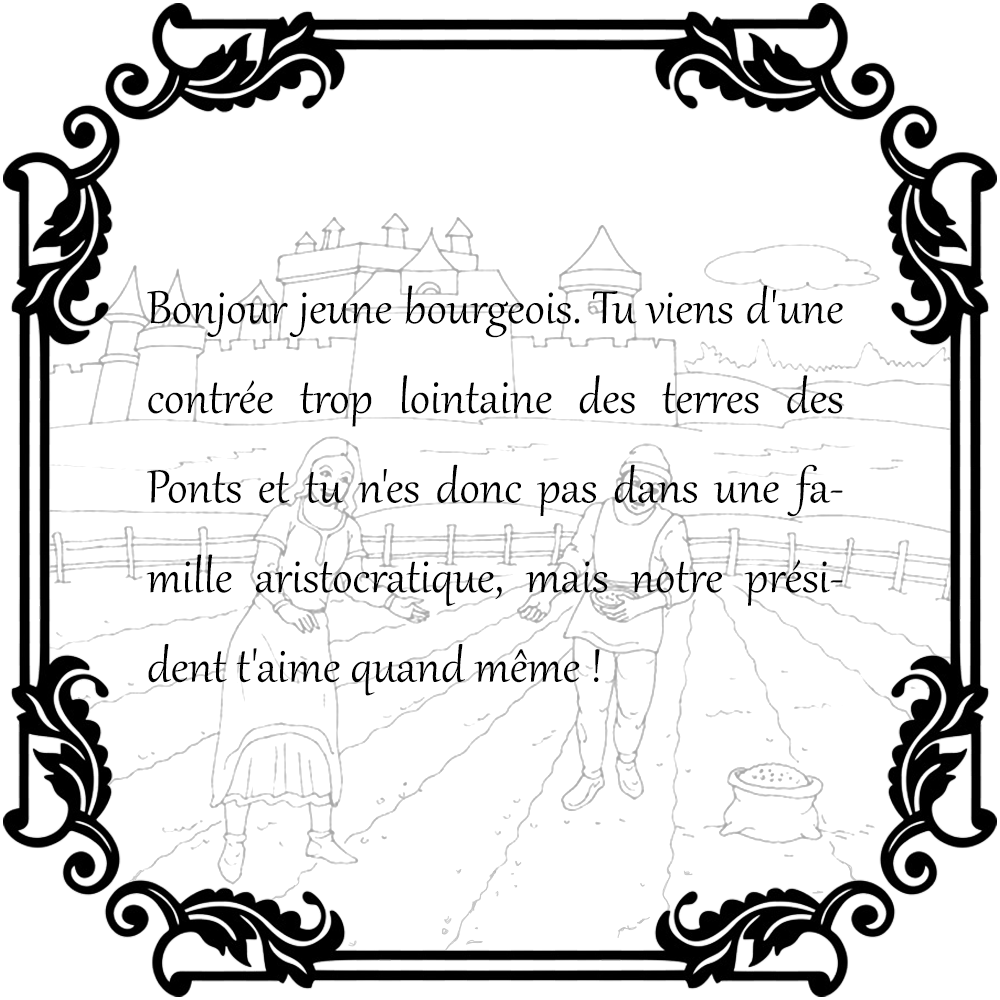 Bonjour jeune bourgeois. Tu viens d'une
contrée trop lointaine des terres des
Ponts et tu n'es donc pas dans une fa-
mille aristocratique, mais notre prési-
dent t'aime quand même !